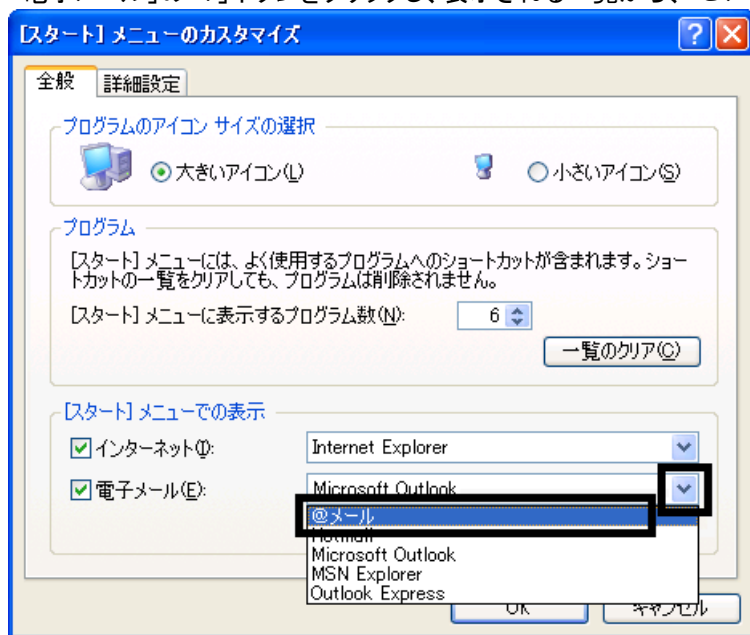 [スタート] メニューのカスタマイズ
全般 詳細設定
プログラムのアイコン サイズの選択
大きいアイコン(L) 小さいアイコン(S)
プログラム
[スタート] メニューには、よく使用するプログラムへのショートカットが含まれます。ショー
トカットの一覧をクリアしても、プログラムは削除されません。
[スタート] メニューに表示するプログラム数(N): 6
一覧のクリア(C)
[スタート] メニューでの表示
インターネット(I): Internet Explorer
電子メール(E): Microsoft Outlook
@メール
Hotmail
Microsoft Outlook
MSN Explorer
Outlook Express
OK キャンセル